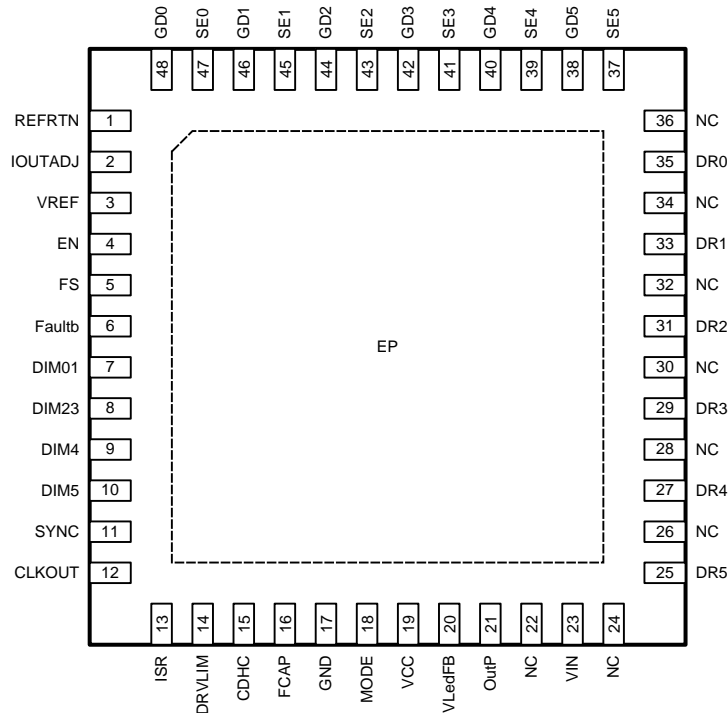 GD0
SE0
GD1
SE1
GD2
SE2
GD3
SE3
GD4
SE4
GD5
SE5
48
47
46
45
44
43
42
41
40
39
38
37
REFRTN 1 36 NC
IOUTADJ 2 35 DR0
VREF 3 34 NC
EN 4 33 DR1
FS 5 32 NC
Faultb 6 31 DR2
EP
DIM01 7 30 NC
DIM23 8 29 DR3
DIM4 9 28 NC
DIM5 10 27 DR4
SYNC 11 26 NC
CLKOUT 12 25 DR5
13
14
15
16
17
18
19
20
21
22
23
24
ISR
DRVLIM
CDHC
FCAP
GND
MODE
VCC
VLedFB
OutP
NC
VIN
NC